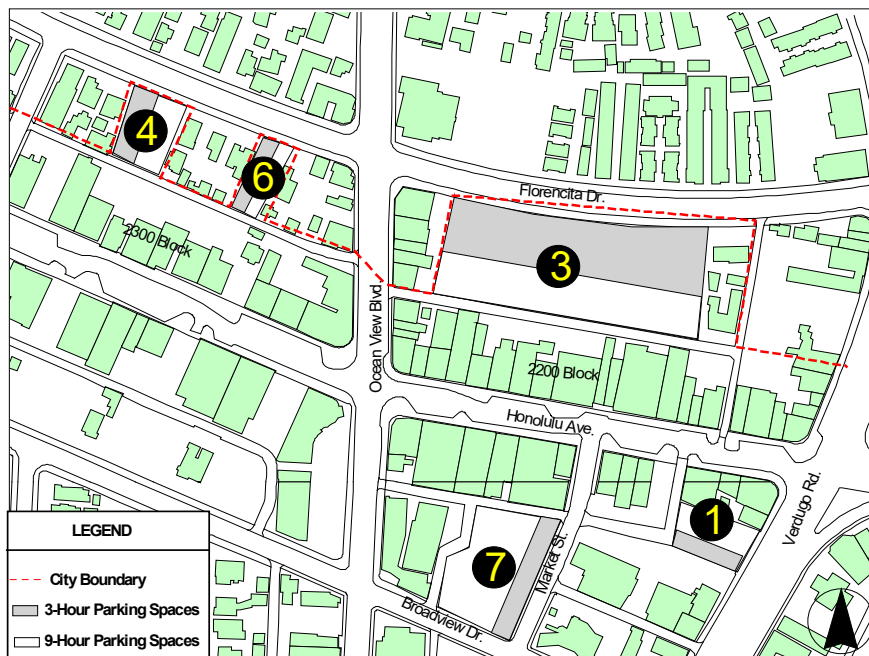 4
6
Florencita Dr.
2300 Block
3
Ocean View Blvd.
2200 Block
Honolulu Ave.
1
Verdugo Rd.
7
Market St.
Broadview Dr.
LEGEND
City Boundary
3-Hour Parking Spaces
9-Hour Parking Spaces